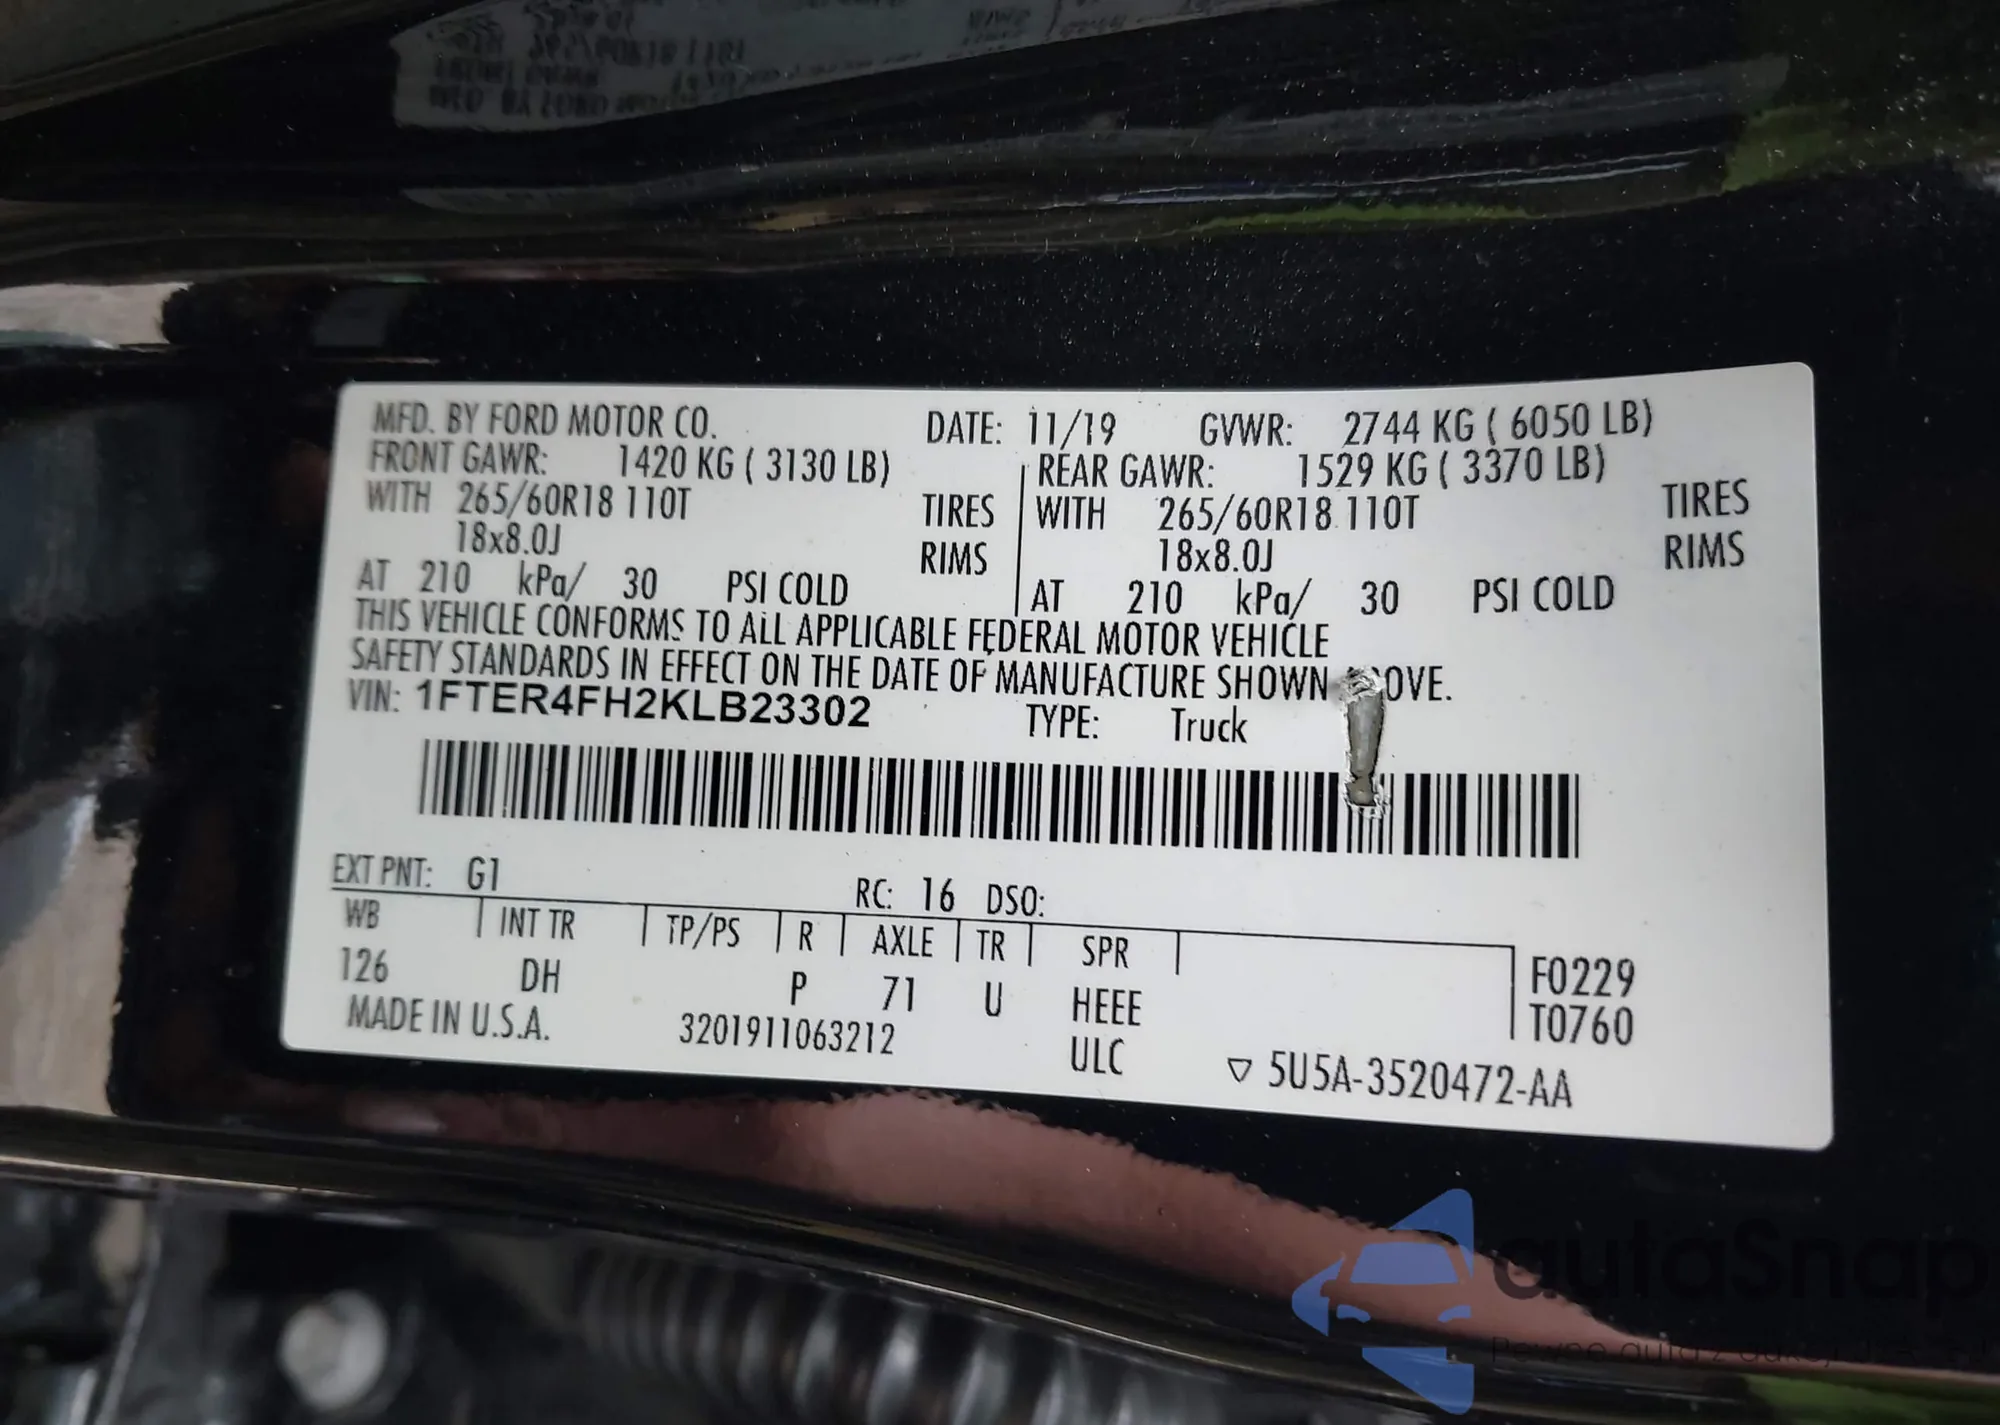 MFD. BY FORD MOTOR CO. DATE: 11/19 GVWR: 2744 KG ( 6050 LB)
FRONT GAWR: 1420 KG ( 3130 LB) REAR GAWR: 1529 KG ( 3370 LB)
WITH 265/60R18 110T TIRES WITH 265/60R18 110T TIRES
18x8.0J RIMS 18x8.0J RIMS
AT 210 kPa/ 30 PSI COLD AT 210 kPa/ 30 PSI COLD
THIS VEHICLE CONFORMS TO ALL APPLICABLE FEDERAL MOTOR VEHICLE
SAFETY STANDARDS IN EFFECT ON THE DATE OF MANUFACTURE SHOWN OVE.
VIN: 1FTER4FH2KLB23302 TYPE: Truck
EXT PNT: G1 RC: 16 DSO:
WB INT TR TP/PS R AXLE TR SPR
126 DH P 71 U HEEE F0229
ULC T0760
MADE IN U.S.A. 3201911063212 ▽ 5U5A-3520472-AA
autaSnap